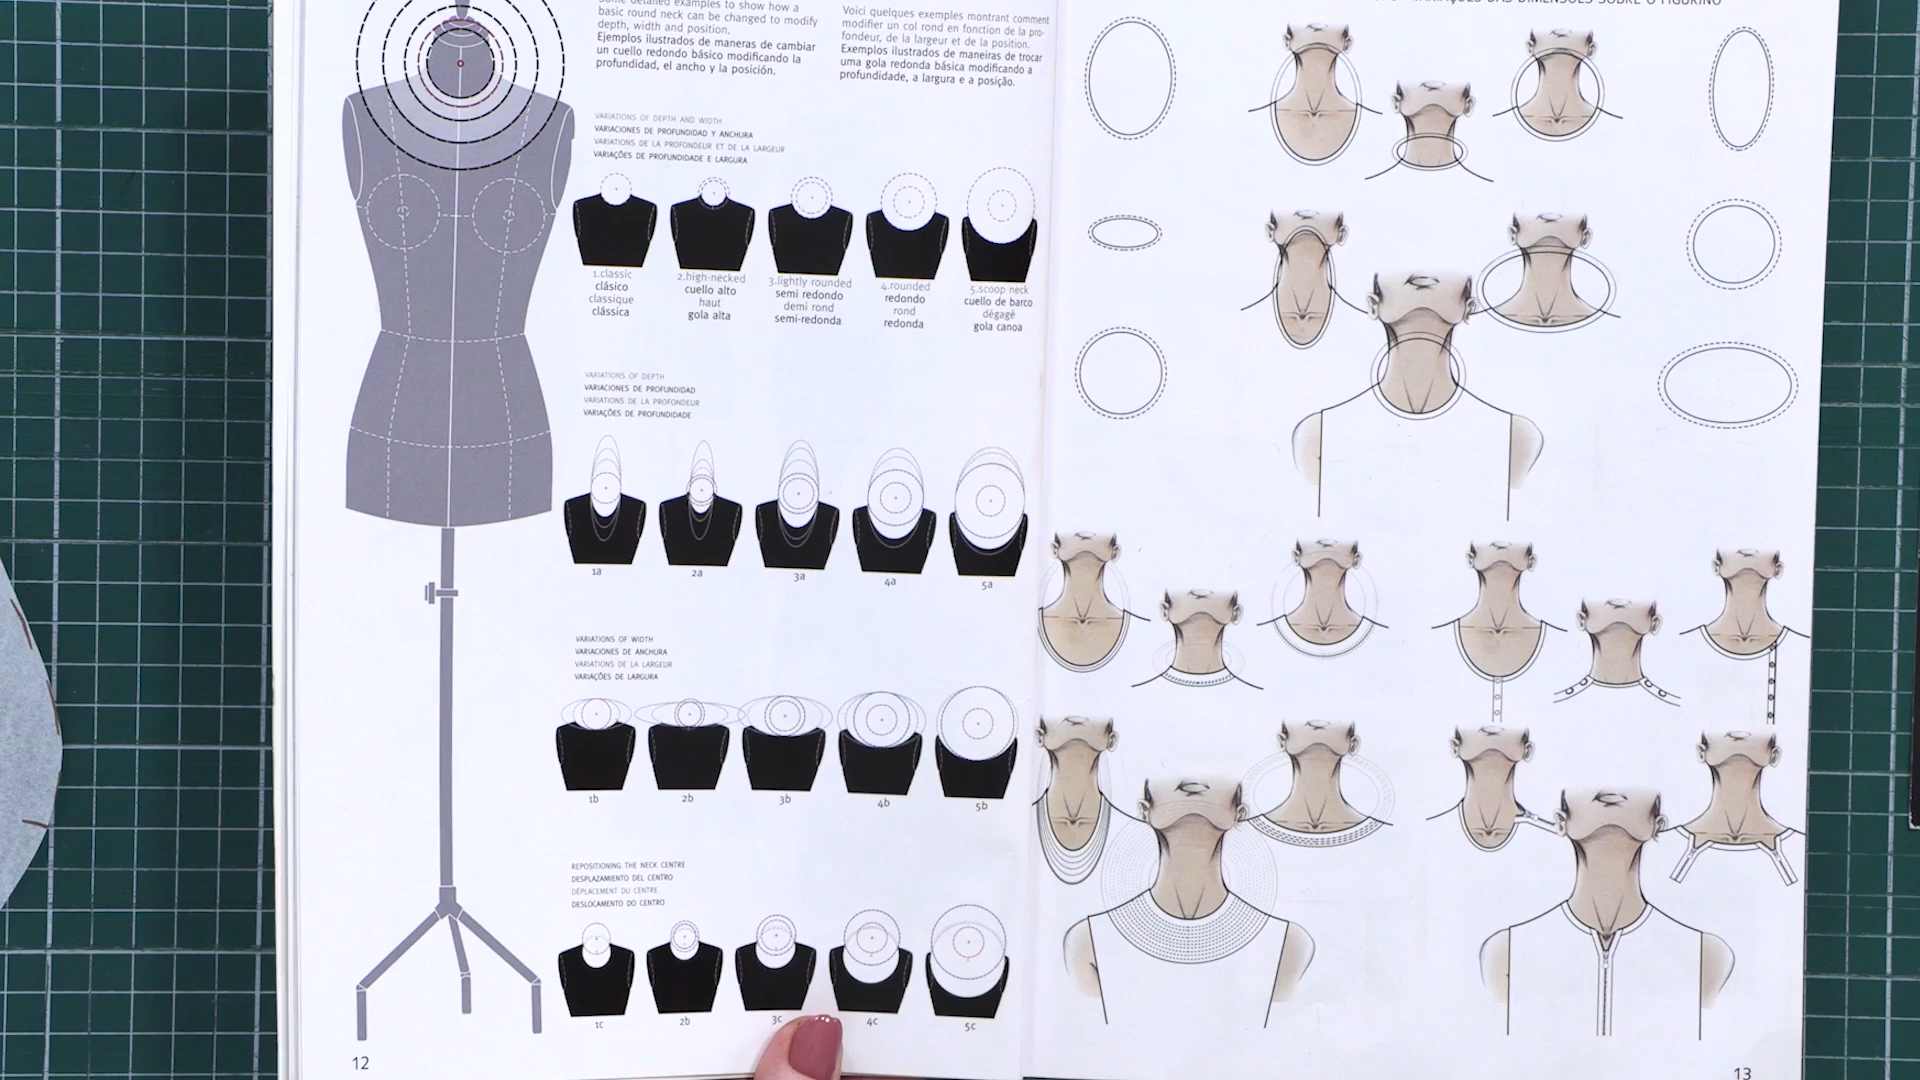 Some detailed examples to show how a
basic round neck can be changed to modify
depth, width and position.
Ejemplos ilustrados de maneras de cambiar
un cuello redondo básico modificando la
profundidad, el ancho y la posición.
Voici quelques exemples montrant comment
modifier un col rond en fonction de la pro-
fondeur, de la largeur et de la position.
Exemplos ilustrados de maneiras de trocar
uma gola redonda básica modificando a
profundidade, a largura e a posição.
VARIATIONS OF DEPTH AND WIDTH
VARIACIONES DE PROFUNDIDAD Y ANCHURA
VARIATIONS DE LA PROFONDEUR ET DE LA LARGEUR
VARIAÇÕES DE PROFUNDIDADE E LARGURA
1.classic
clásico
classique
clássica
2.high-necked
cuello alto
haut
gola alta
3.lightly rounded
semi redondo
demi rond
semi-redonda
4.rounded
redondo
rond
redonda
5.scoop neck
cuello de barco
dégagé
gola canoa
VARIATIONS OF DEPTH
VARIACIONES DE PROFUNDIDAD
VARIATIONS DE LA PROFONDEUR
VARIAÇÕES DE PROFUNDIDADE
1a 2a 3a 4a 5a
VARIATIONS OF WIDTH
VARIACIONES DE ANCHURA
VARIATIONS DE LA LARGEUR
VARIAÇÕES DE LARGURA
1b 2b 3b 4b 5b
REPOSITIONING THE NECK CENTRE
DESPLAZAMIENTO DEL CENTRO
DÉPLACEMENT DU CENTRE
DESLOCAMENTO DO CENTRO
1c 2b 3c 4c 5c
12
VARIAÇÕES DAS DIMENSÕES SOBRE O FIGURINO
13